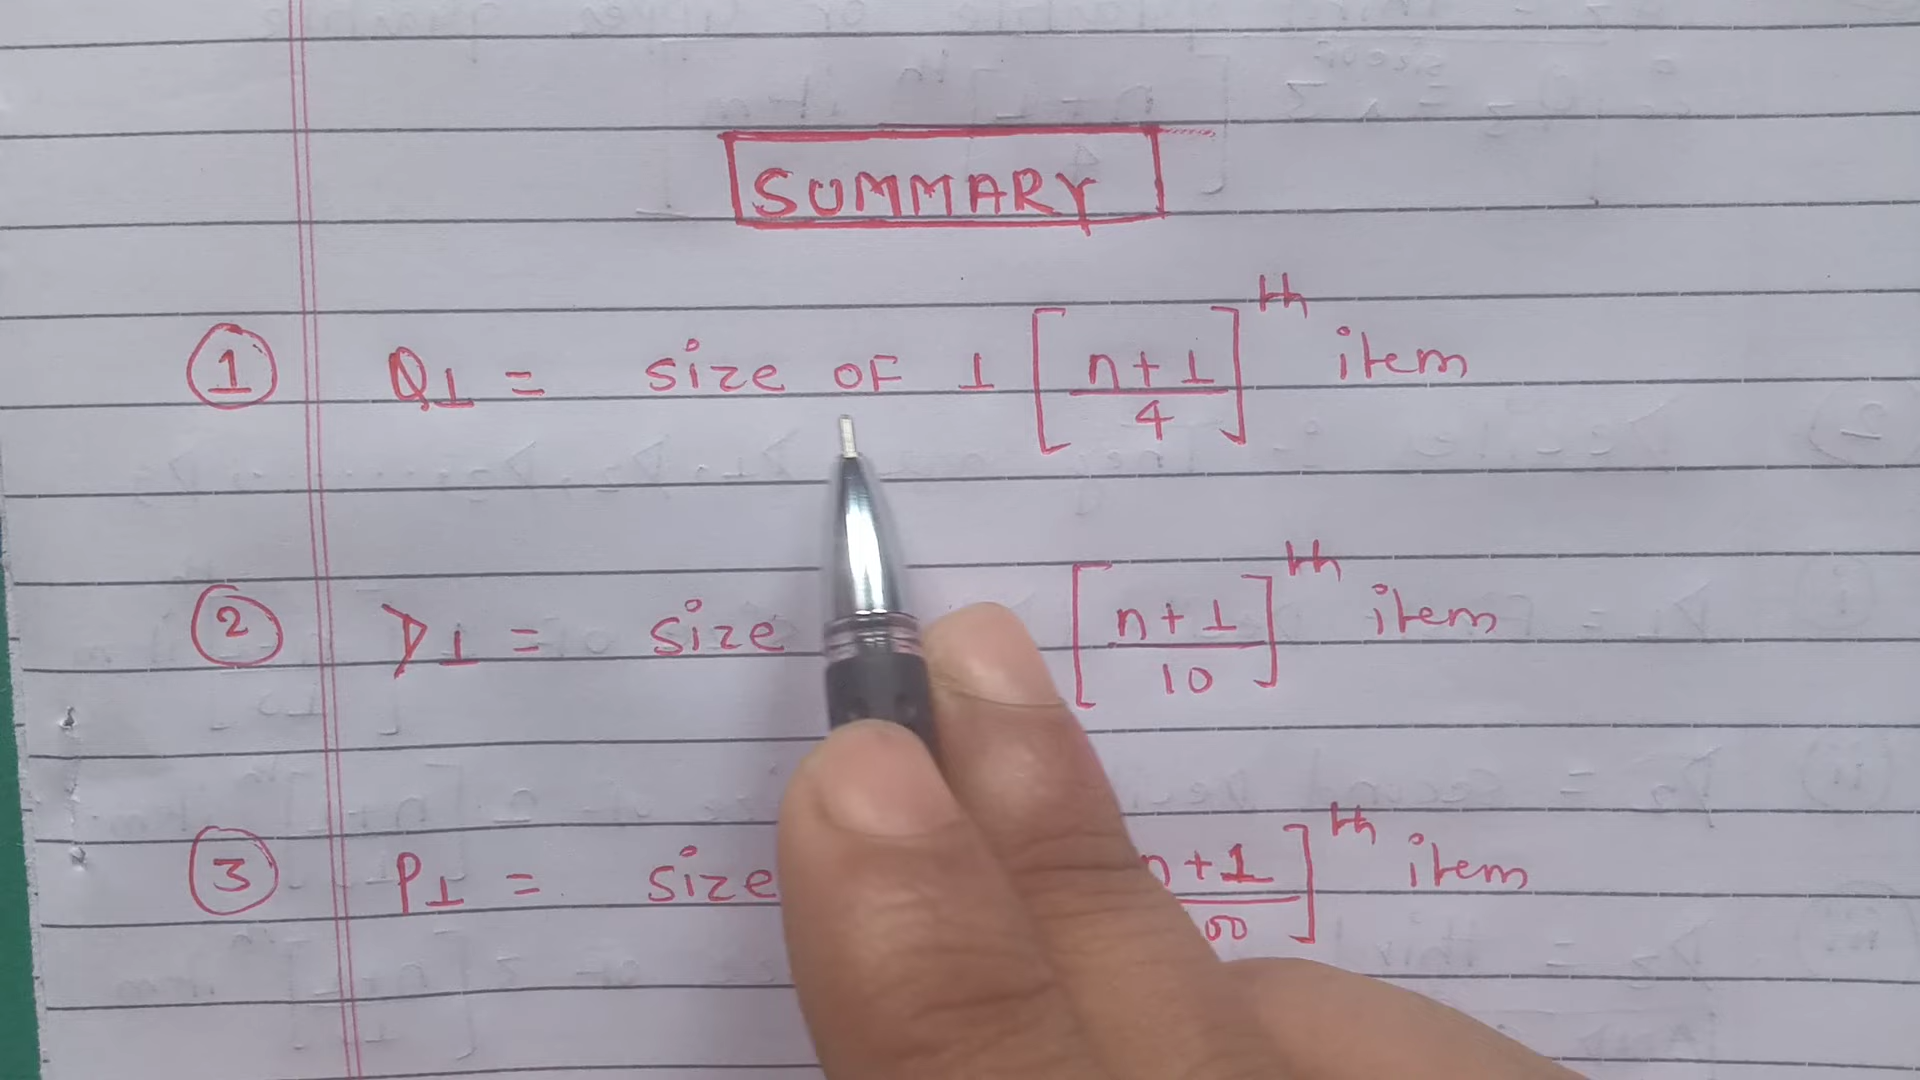 SUMMARY
① Q1 = size of 1 [n+1/4]th item
② D1 = size [n+1/10]th item
③ P1 = size n+1/00]th item